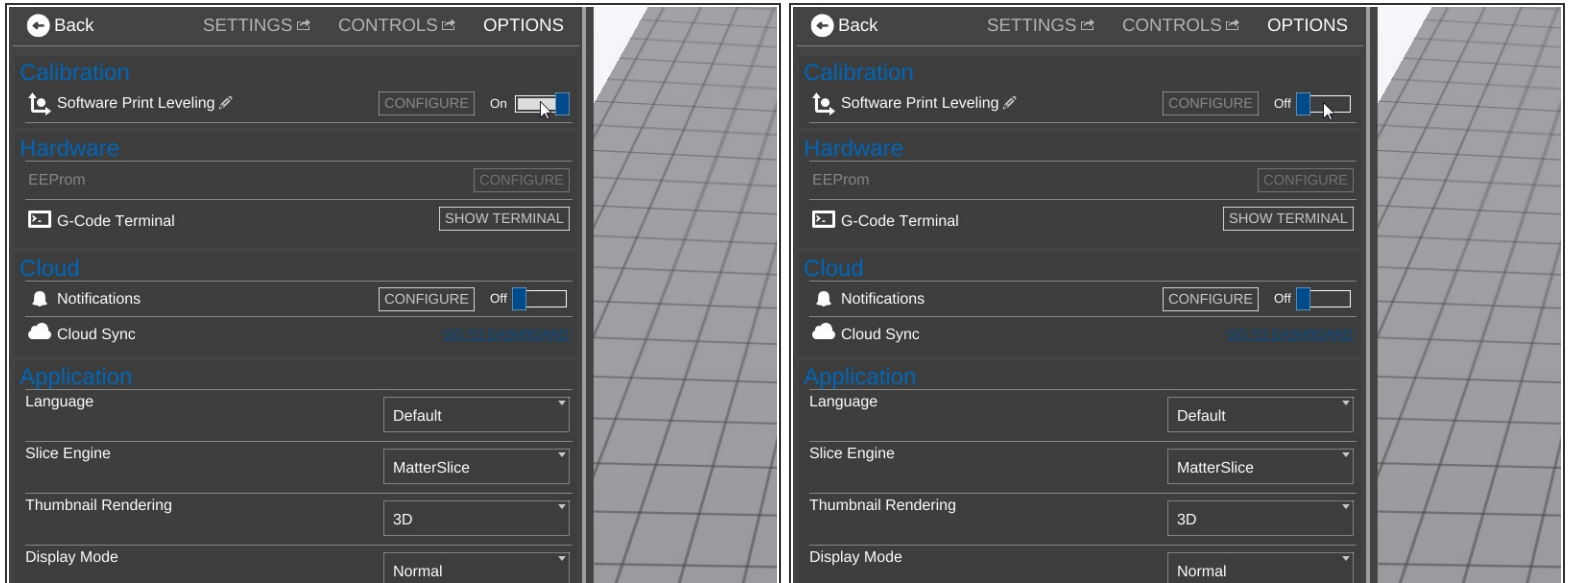 Back SETTINGS CONTROLS OPTIONS
Calibration
Software Print Leveling CONFIGURE On
Hardware
EEProm CONFIGURE
G-Code Terminal SHOW TERMINAL
Cloud
Notifications CONFIGURE Off
Cloud Sync
Application
Language
Default
Slice Engine
MatterSlice
Thumbnail Rendering
3D
Display Mode
Normal
Back SETTINGS CONTROLS OPTIONS
Calibration
Software Print Leveling CONFIGURE Off
Hardware
EEProm CONFIGURE
G-Code Terminal SHOW TERMINAL
Cloud
Notifications CONFIGURE Off
Cloud Sync
Application
Language
Default
Slice Engine
MatterSlice
Thumbnail Rendering
3D
Display Mode
Normal